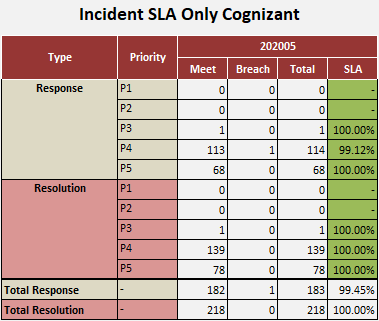 Incident SLA Only Cognizant
Type Priority 202005
Meet Breach Total SLA
Response P1 0 0 0 -
P2 0 0 0 -
P3 1 0 1 100.00%
P4 113 1 114 99.12%
P5 68 0 68 100.00%
Resolution P1 0 0 0 -
P2 0 0 0 -
P3 1 0 1 100.00%
P4 139 0 139 100.00%
P5 78 0 78 100.00%
Total Response - 182 1 183 99.45%
Total Resolution - 218 0 218 100.00%